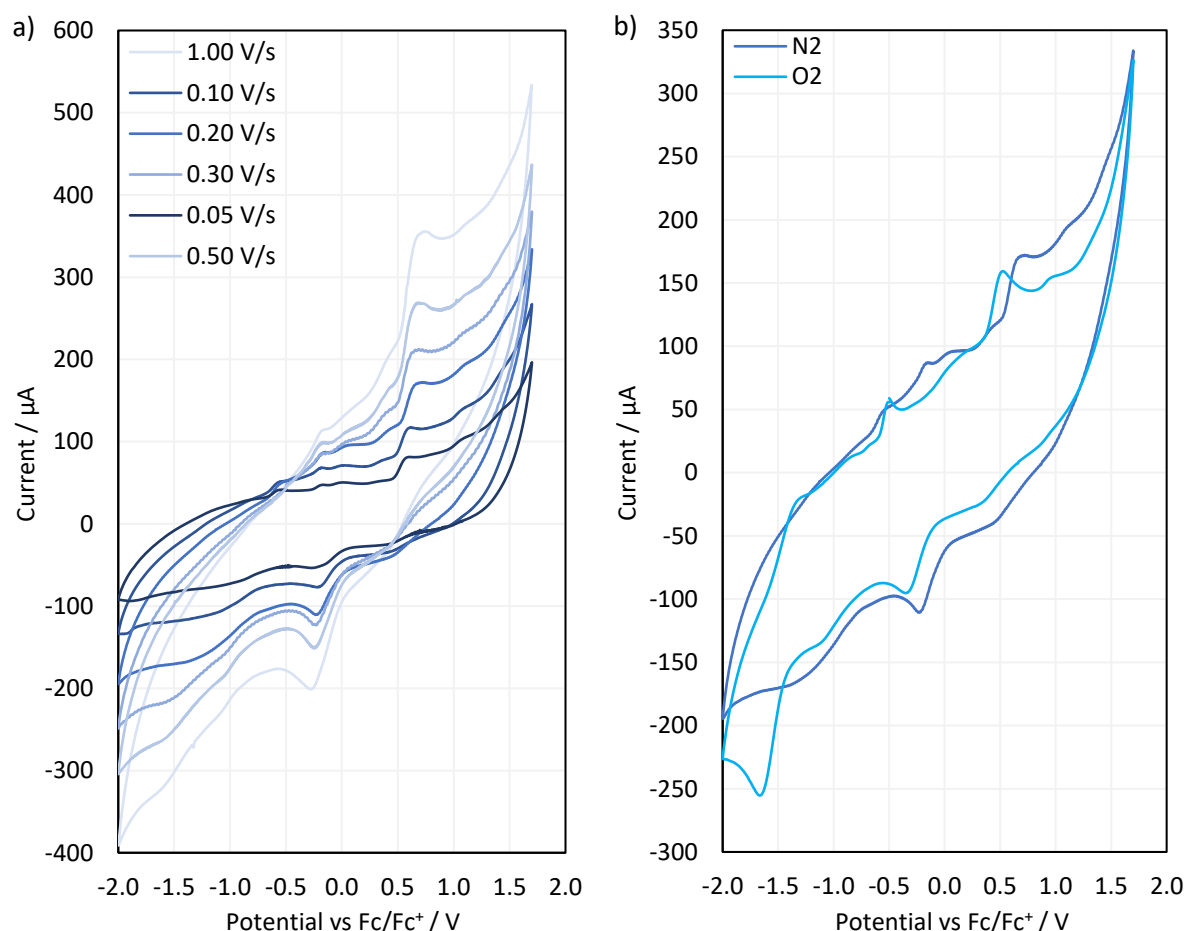 a)
1.00 V/s
0.10 V/s
0.20 V/s
0.30 V/s
0.05 V/s
0.50 V/s
600
500
400
300
200
100
0
-100
-200
-300
-400
Current / µA
-2.0 -1.5 -1.0 -0.5 0.0 0.5 1.0 1.5 2.0
Potential vs Fc/Fc⁺ / V
b)
N2
O2
350
300
250
200
150
100
50
0
-50
-100
-150
-200
-250
-300
Current / µA
-2.0 -1.5 -1.0 -0.5 0.0 0.5 1.0 1.5 2.0
Potential vs Fc/Fc⁺ / V